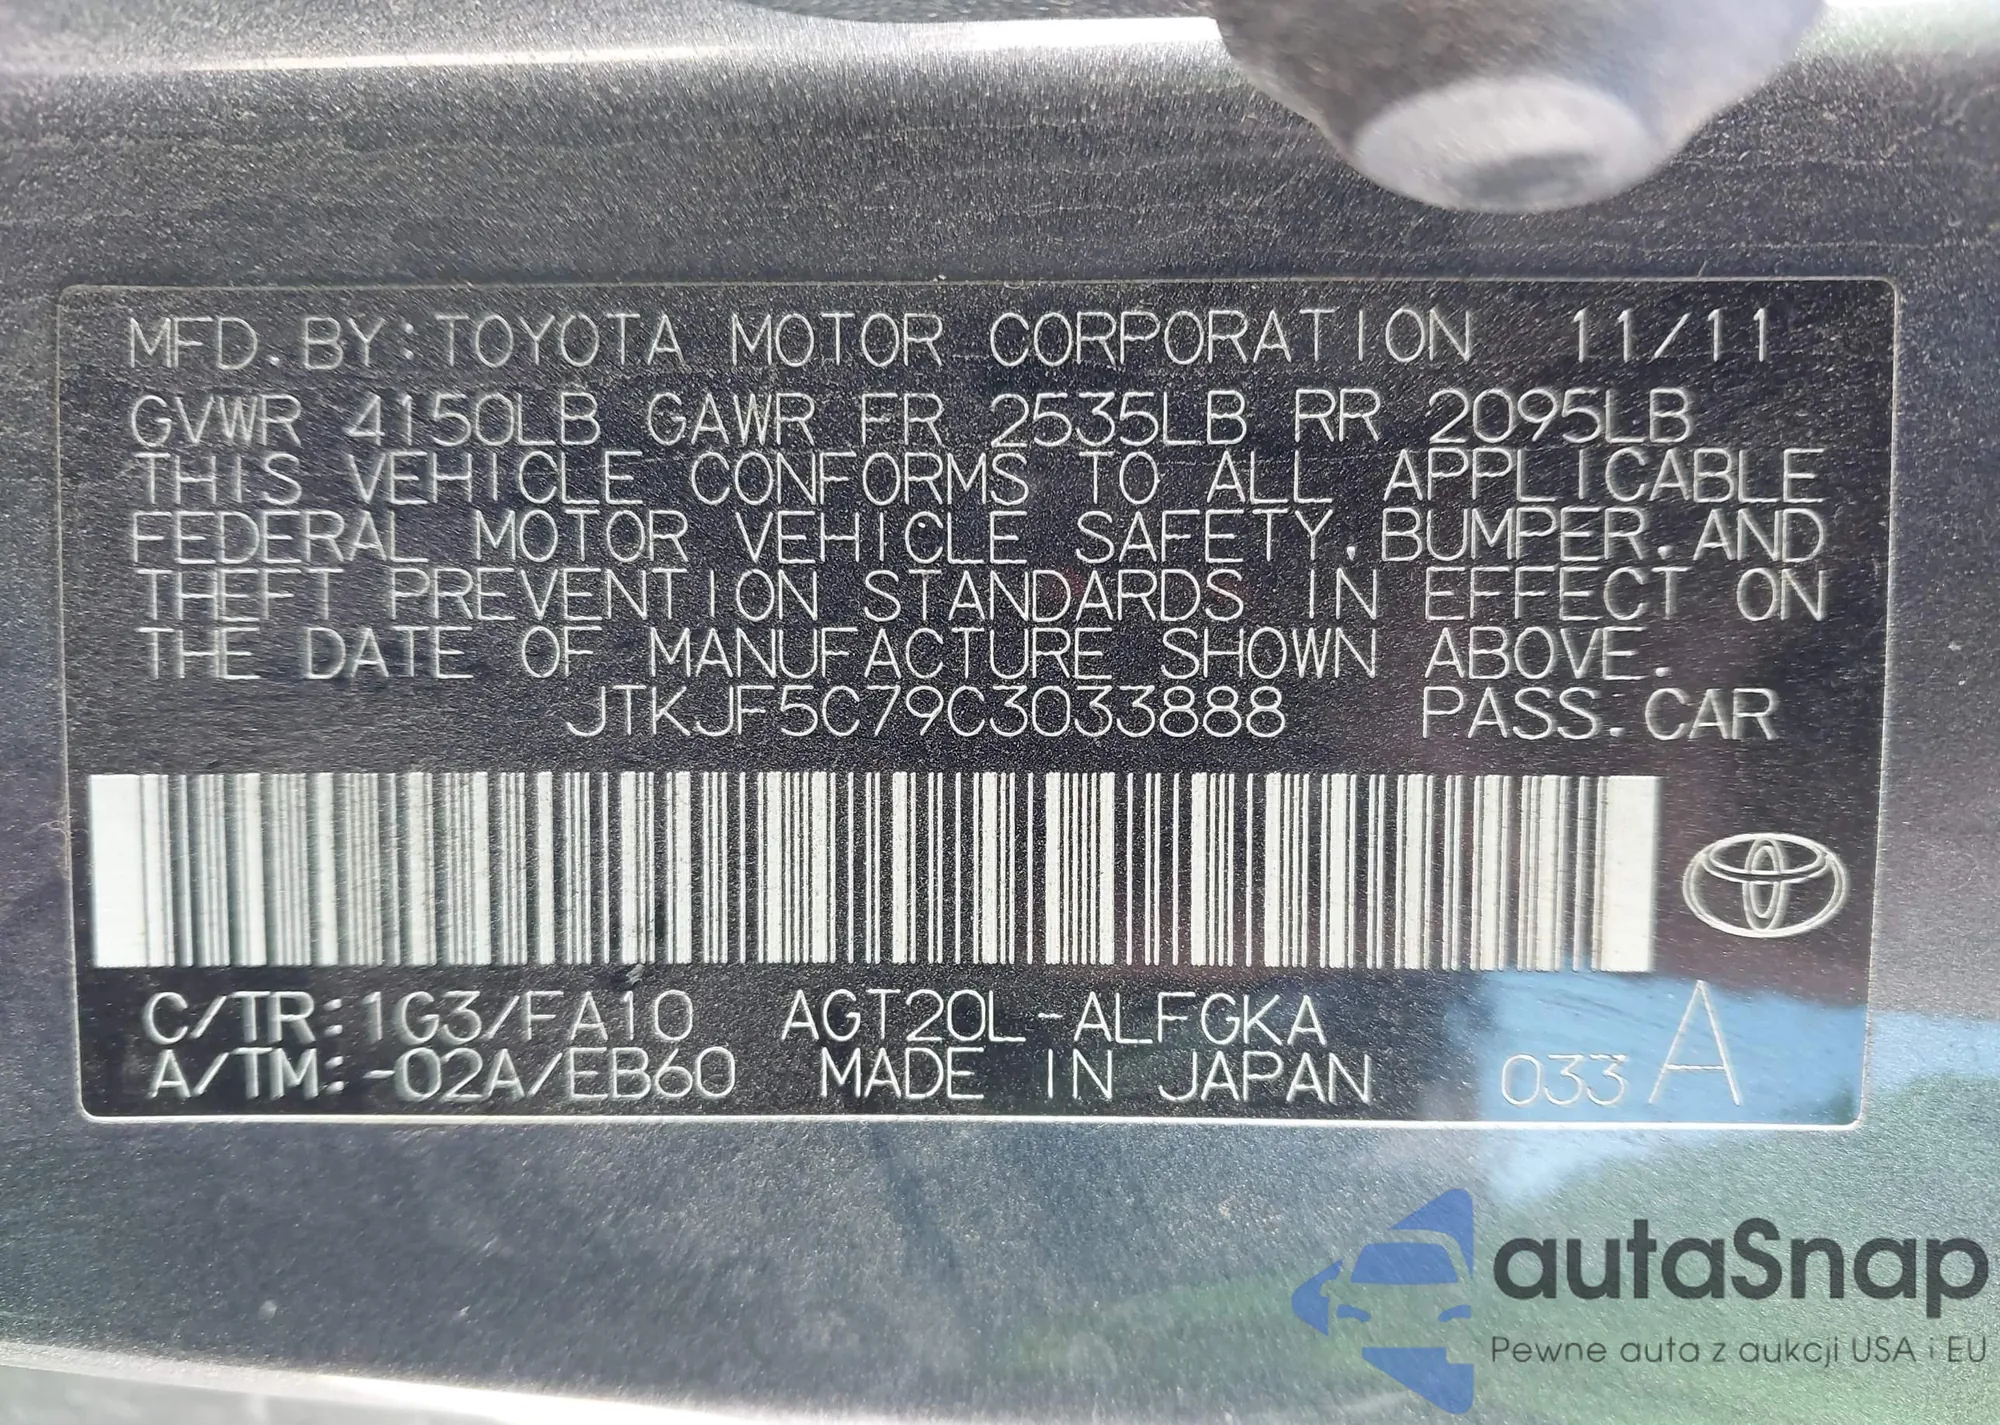 MFD. BY: TOYOTA MOTOR CORPORATION 11/11
GVWR 4150LB GAWR FR 2535LB RR 2095LB
THIS VEHICLE CONFORMS TO ALL APPLICABLE
FEDERAL MOTOR VEHICLE SAFETY, BUMPER, AND
THEFT PREVENTION STANDARDS IN EFFECT ON
THE DATE OF MANUFACTURE SHOWN ABOVE.
JTKJF5C79C3033888 PASS. CAR
C/TR: 1G3/FA10 AGT20L-ALFGKA
A/TM: -02A/EB60 MADE IN JAPAN 033 A
autaSnap
Pewne auta z aukcji USA i EU